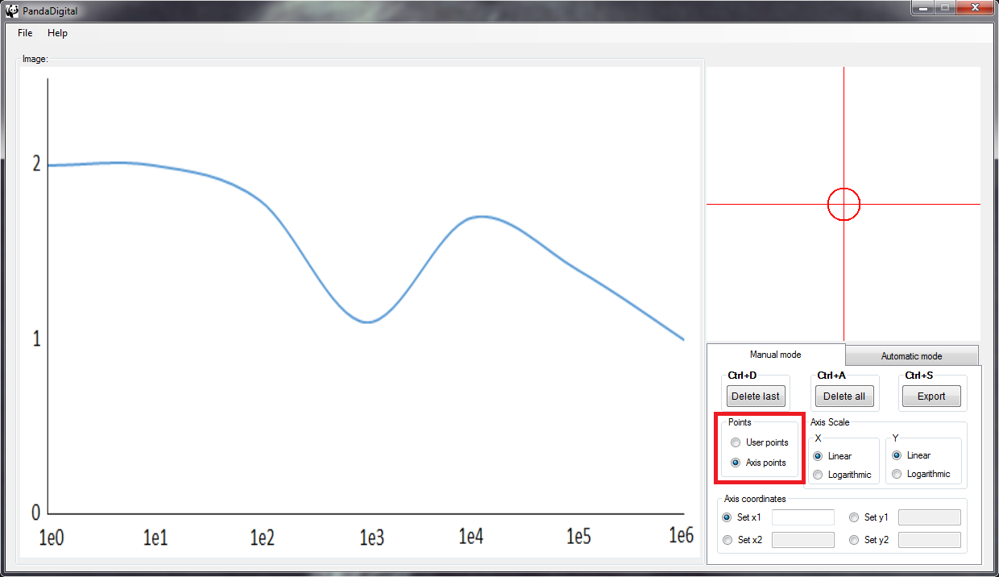 PandaDigital
File Help
Image:
2
1
0
1e0 1e1 1e2 1e3 1e4 1e5 1e6
Manual mode Automatic mode
Ctrl+D Ctrl+A Ctrl+S
Delete last Delete all Export
Points Axis Scale
X Y
User points
Axis points
Linear Linear
Logarithmic Logarithmic
Axis coordinates
Set x1 Set y1
Set x2 Set y2